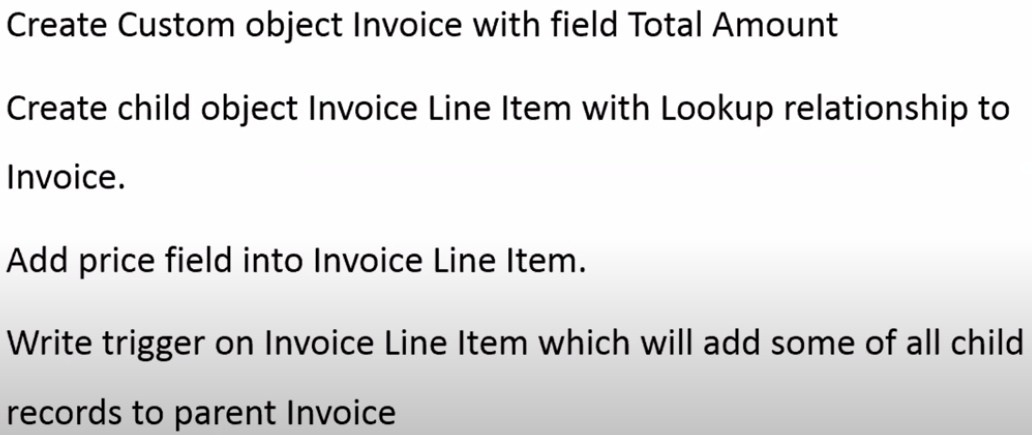 Create Custom object Invoice with field Total Amount
Create child object Invoice Line Item with Lookup relationship to
Invoice.
Add price field into Invoice Line Item.
Write trigger on Invoice Line Item which will add some of all child
records to parent Invoice